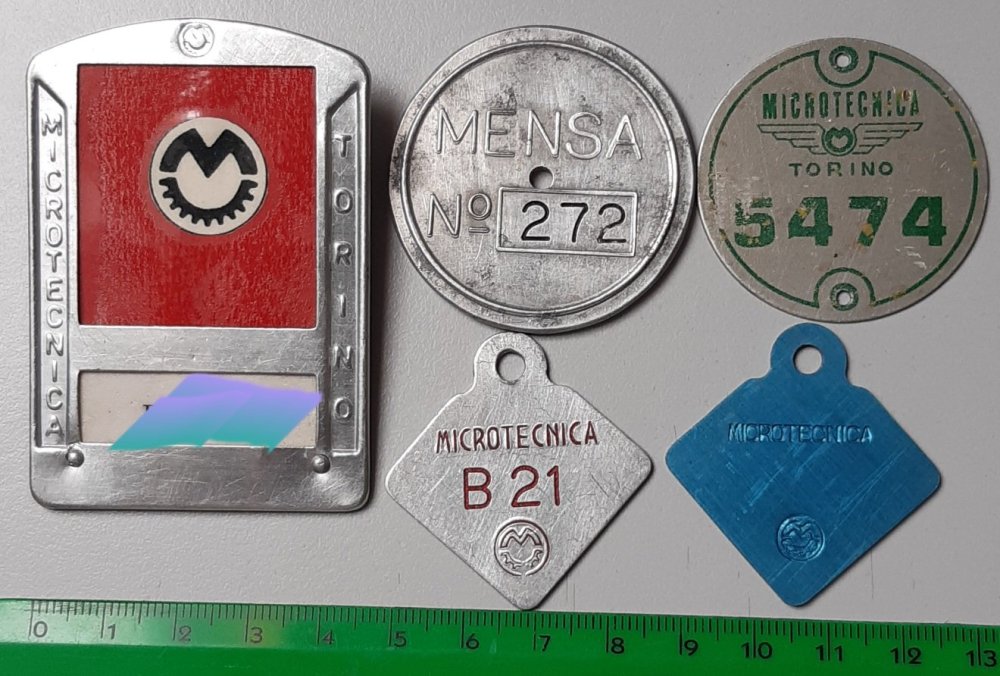 MICROTECNICA
TORINO
MENSA
Nº 272
MICROTECNICA
TORINO
5474
MICROTECNICA
B 21
MICROTECNICA
0 1 2 3 4 5 6 7 8 9 10 11 12 13